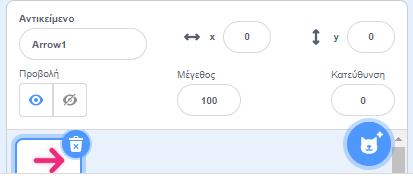 Αντικείμενο
Arrow1
x 0
y 0
Προβολή
Μέγεθος
Κατεύθυνση
100
0